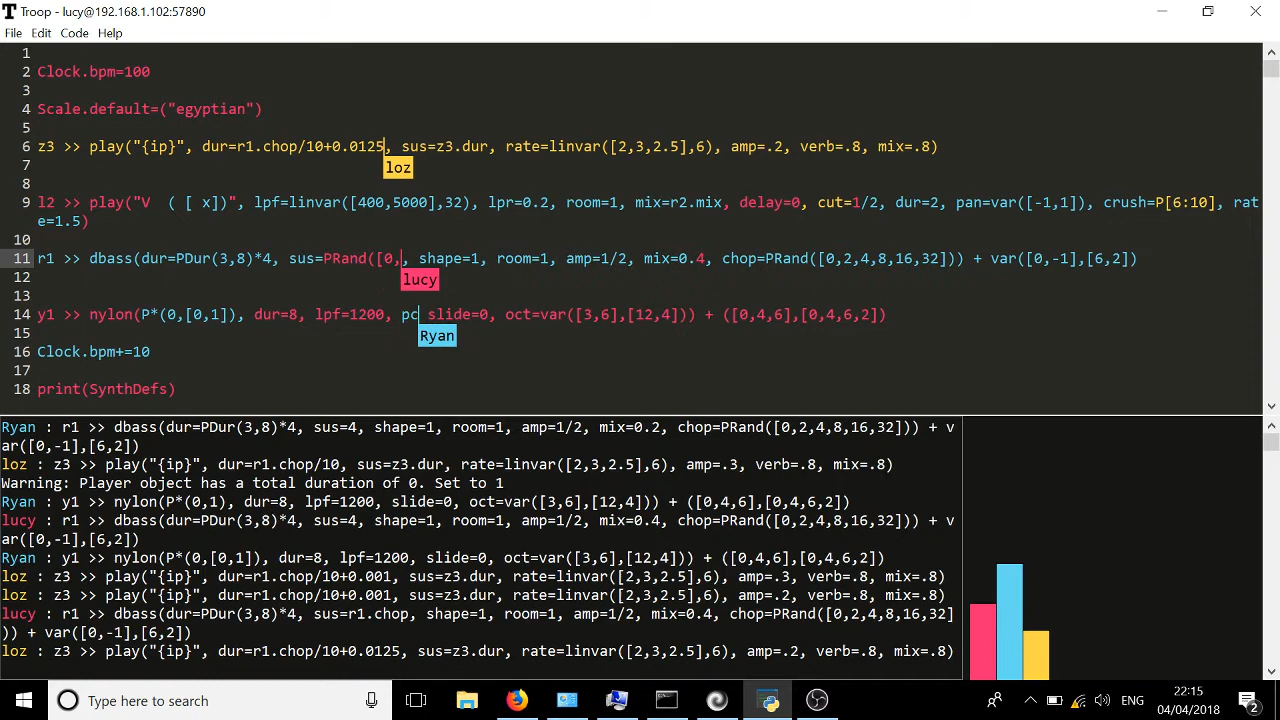 Troop - lucy@192.168.1.102:57890
File Edit Code Help
1
2 Clock.bpm=100
3
4 Scale.default=("egyptian")
5
6 z3 >> play("{ip}", dur=r1.chop/10+0.0125, sus=z3.dur, rate=linvar([2,3,2.5],6), amp=.2, verb=.8, mix=.8)
7 loz
8
9 l2 >> play("V  ( [ x])", lpf=linvar([400,5000],32), lpr=0.2, room=1, mix=r2.mix, delay=0, cut=1/2, dur=2, pan=var([-1,1]), crush=P[6:10], rat
e=1.5)
10
11 r1 >> dbass(dur=PDur(3,8)*4, sus=PRand([0,, shape=1, room=1, amp=1/2, mix=0.4, chop=PRand([0,2,4,8,16,32])) + var([0,-1],[6,2])
12 lucy
13
14 y1 >> nylon(P*(0,[0,1]), dur=8, lpf=1200, pc slide=0, oct=var([3,6],[12,4])) + ([0,4,6],[0,4,6,2])
15 Ryan
16 Clock.bpm+=10
17
18 print(SynthDefs)
Ryan : r1 >> dbass(dur=PDur(3,8)*4, sus=4, shape=1, room=1, amp=1/2, mix=0.2, chop=PRand([0,2,4,8,16,32])) + v
ar([0,-1],[6,2])
loz : z3 >> play("{ip}", dur=r1.chop/10, sus=z3.dur, rate=linvar([2,3,2.5],6), amp=.3, verb=.8, mix=.8)
Warning: Player object has a total duration of 0. Set to 1
Ryan : y1 >> nylon(P*(0,1), dur=8, lpf=1200, slide=0, oct=var([3,6],[12,4])) + ([0,4,6],[0,4,6,2])
lucy : r1 >> dbass(dur=PDur(3,8)*4, sus=4, shape=1, room=1, amp=1/2, mix=0.4, chop=PRand([0,2,4,8,16,32])) + v
ar([0,-1],[6,2])
Ryan : y1 >> nylon(P*(0,[0,1]), dur=8, lpf=1200, slide=0, oct=var([3,6],[12,4])) + ([0,4,6],[0,4,6,2])
loz : z3 >> play("{ip}", dur=r1.chop/10+0.001, sus=z3.dur, rate=linvar([2,3,2.5],6), amp=.3, verb=.8, mix=.8)
loz : z3 >> play("{ip}", dur=r1.chop/10+0.001, sus=z3.dur, rate=linvar([2,3,2.5],6), amp=.2, verb=.8, mix=.8)
lucy : r1 >> dbass(dur=PDur(3,8)*4, sus=r1.chop, shape=1, room=1, amp=1/2, mix=0.4, chop=PRand([0,2,4,8,16,32]
)) + var([0,-1],[6,2])
loz : z3 >> play("{ip}", dur=r1.chop/10+0.0125, sus=z3.dur, rate=linvar([2,3,2.5],6), amp=.2, verb=.8, mix=.8)
Type here to search
ENG
22:15
04/04/2018
2